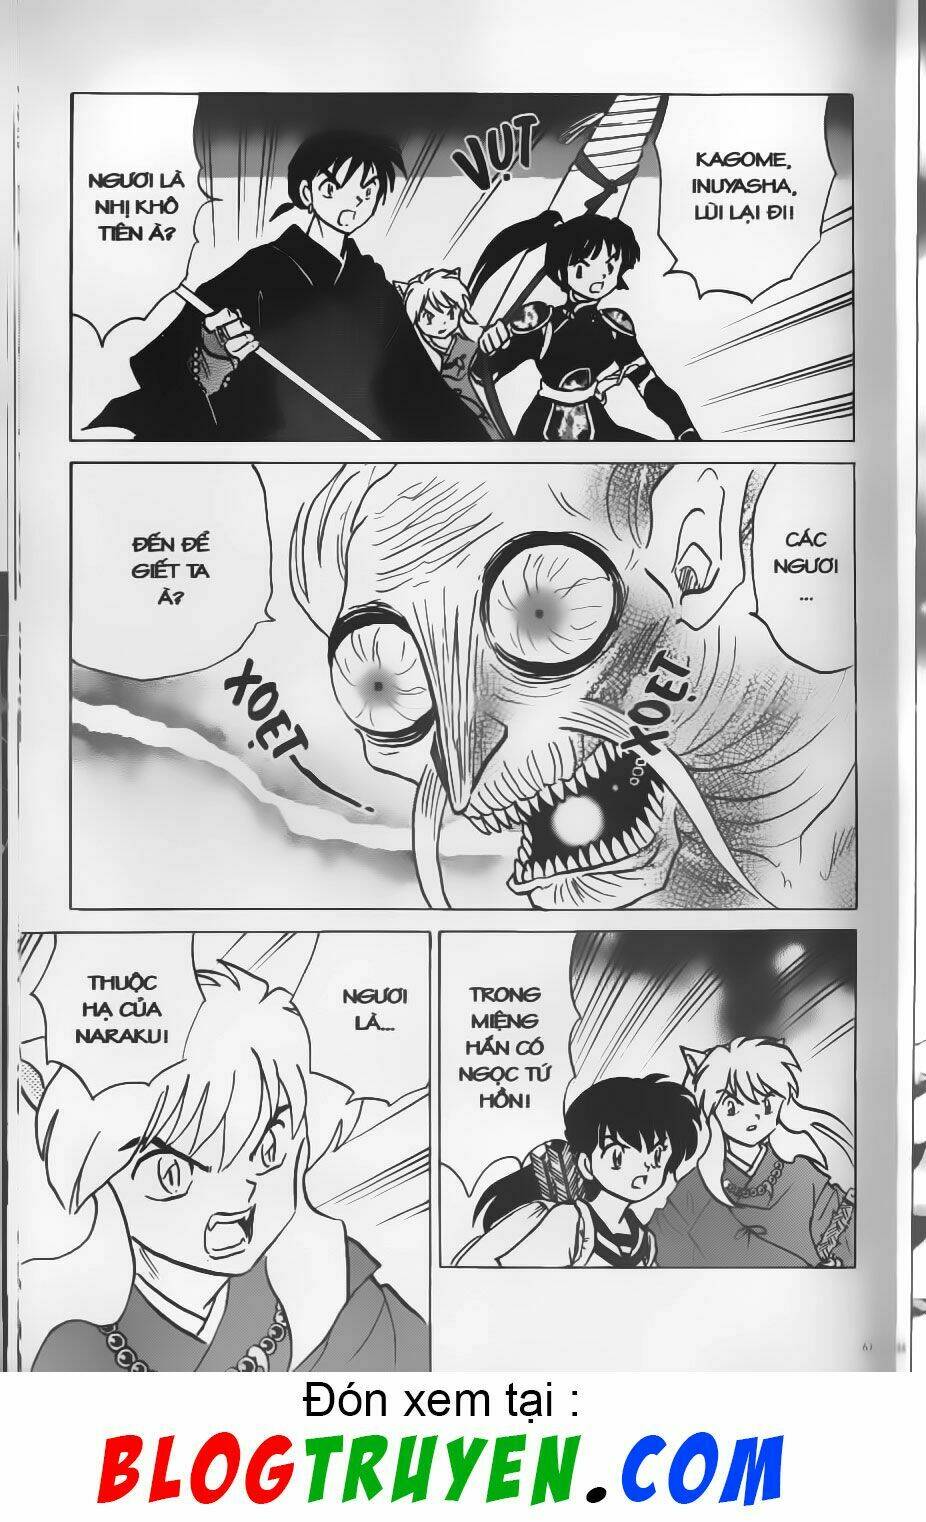 KAGOME,
INUYASHA,
LÙI LẠI ĐI!
VỤT
NGƯƠI LÀ
NHỊ KHÔ
TIÊN À?
CÁC
NGƯƠI
...
ĐẾN ĐỂ
GIẾT TA
À?
XOẸT
XOẸT
TRONG
MIỆNG
HẮN CÓ
NGỌC TỨ
HỒN!
NGƯƠI
LÀ...
THUỘC
HẠ CỦA
NARAKU!
Đón xem tại :
BLOGTRUYEN.COM